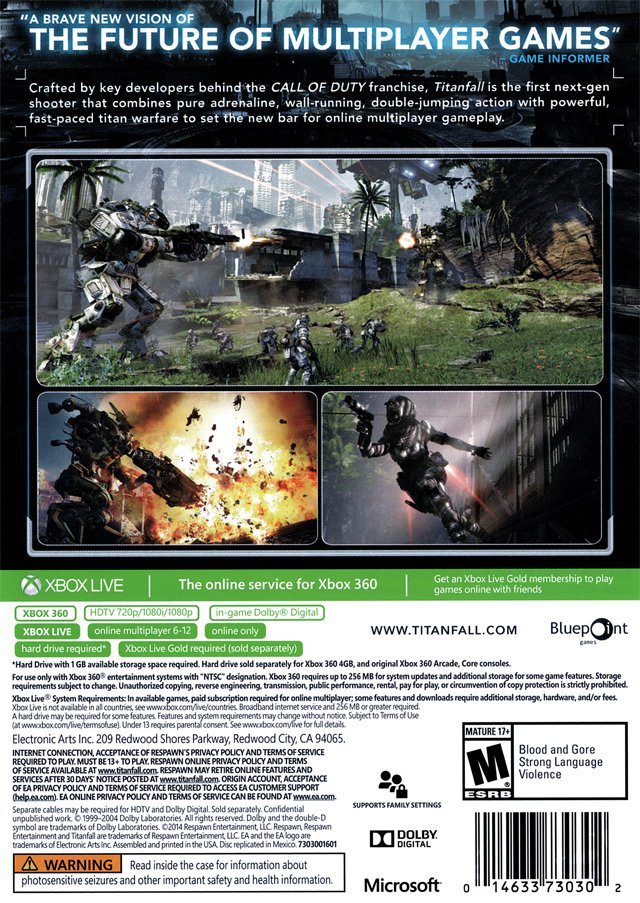 "A BRAVE NEW VISION OF
THE FUTURE OF MULTIPLAYER GAMES"
- GAME INFORMER
Crafted by key developers behind the CALL OF DUTY franchise, Titanfall is the first next-gen
shooter that combines pure adrenaline, wall-running, double-jumping action with powerful,
fast-paced titan warfare to set the new bar for online multiplayer gameplay.
XBOX LIVE
The online service for Xbox 360
Get an Xbox Live Gold membership to play
games online with friends
XBOX 360 HDTV 720p/1080i/1080p in-game Dolby® Digital
XBOX LIVE online multiplayer 6-12 online only
hard drive required* Xbox Live Gold required (sold separately)
WWW.TITANFALL.COM
Bluepoint
games
*Hard Drive with 1 GB available storage space required. Hard drive sold separately for Xbox 360 4GB, and original Xbox 360 Arcade, Core consoles.
For use only with Xbox 360® entertainment systems with "NTSC" designation. Xbox 360 requires up to 256 MB for system updates and additional storage for some game features. Storage
requirements subject to change. Unauthorized copying, reverse engineering, transmission, public performance, rental, pay for play, or circumvention of copy protection is strictly prohibited.
Xbox Live® System Requirements: In available games, paid subscription required for online multiplayer; some features and downloads require additional storage, hardware, and/or fees.
Xbox Live is not available in all countries, see www.xbox.com/live/countries. Broadband internet service and 256 MB or greater required.
A hard drive may be required for some features. Features and system requirements may change without notice. Subject to Terms of Use
(at www.xbox.com/live/termsofuse). Under 13 requires parental consent. See www.xbox.com/live for full details.
Electronic Arts Inc. 209 Redwood Shores Parkway, Redwood City, CA 94065.
INTERNET CONNECTION, ACCEPTANCE OF RESPAWN'S PRIVACY POLICY AND TERMS OF SERVICE
REQUIRED TO PLAY. MUST BE 13+ TO PLAY. RESPAWN ONLINE PRIVACY POLICY AND TERMS
OF SERVICE AVAILABLE AT www.titanfall.com. RESPAWN MAY RETIRE ONLINE FEATURES AND
SERVICES AFTER 30 DAYS' NOTICE POSTED AT www.titanfall.com. ORIGIN ACCOUNT, ACCEPTANCE
OF EA PRIVACY POLICY AND TERMS OF SERVICE REQUIRED TO ACCESS EA CUSTOMER SUPPORT
(help.ea.com). EA ONLINE PRIVACY POLICY AND TERMS OF SERVICE CAN BE FOUND AT www.ea.com.
Separate cables may be required for HDTV and Dolby Digital. Sold separately. Confidential
unpublished work. © 1999–2004 Dolby Laboratories. All rights reserved. Dolby and the double-D
symbol are trademarks of Dolby Laboratories. ©2014 Respawn Entertainment, LLC. Respawn, Respawn
Entertainment and Titanfall are trademarks of Respawn Entertainment, LLC. EA and the EA logo are
trademarks of Electronic Arts Inc. Assembled and printed in the USA. Disc replicated in Mexico. 7303001601
WARNING Read inside the case for information about
photosensitive seizures and other important safety and health information.
SUPPORTS FAMILY SETTINGS
DOLBY
DIGITAL
Microsoft
MATURE 17+
M
ESRB
Blood and Gore
Strong Language
Violence
0 14633 73030 2